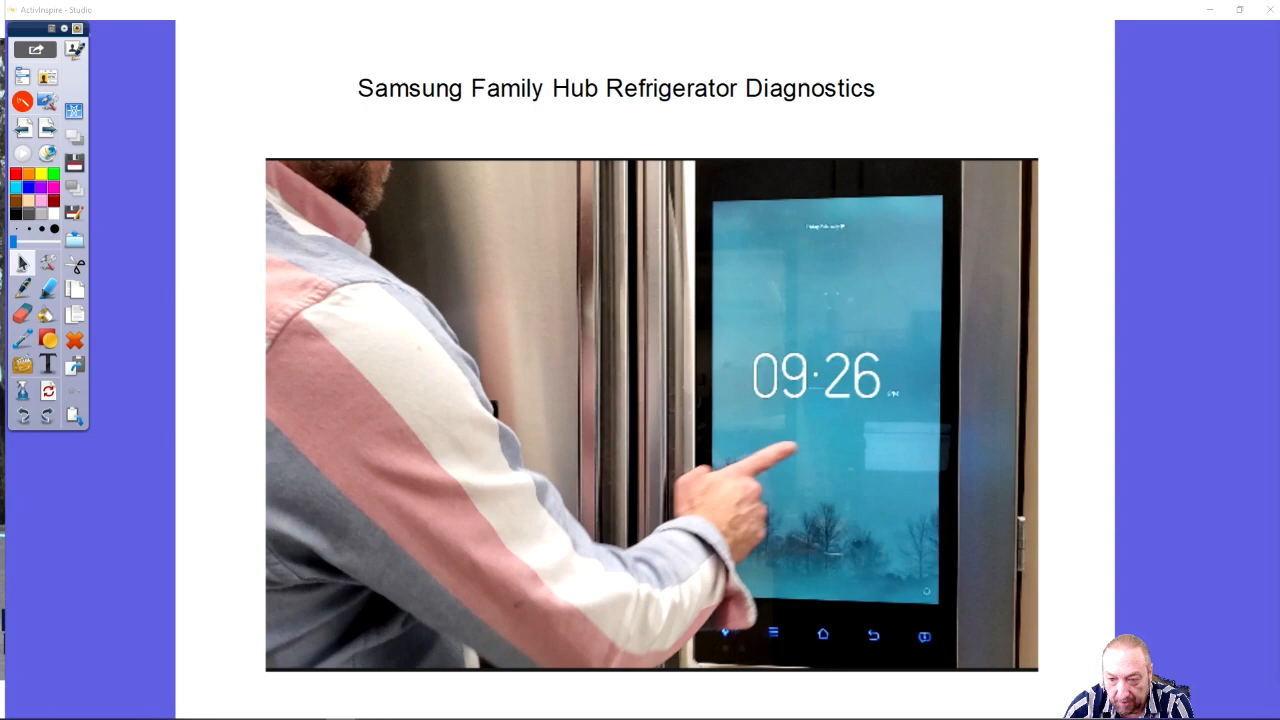 ActivInspire - Studio
Samsung Family Hub Refrigerator Diagnostics
09:26